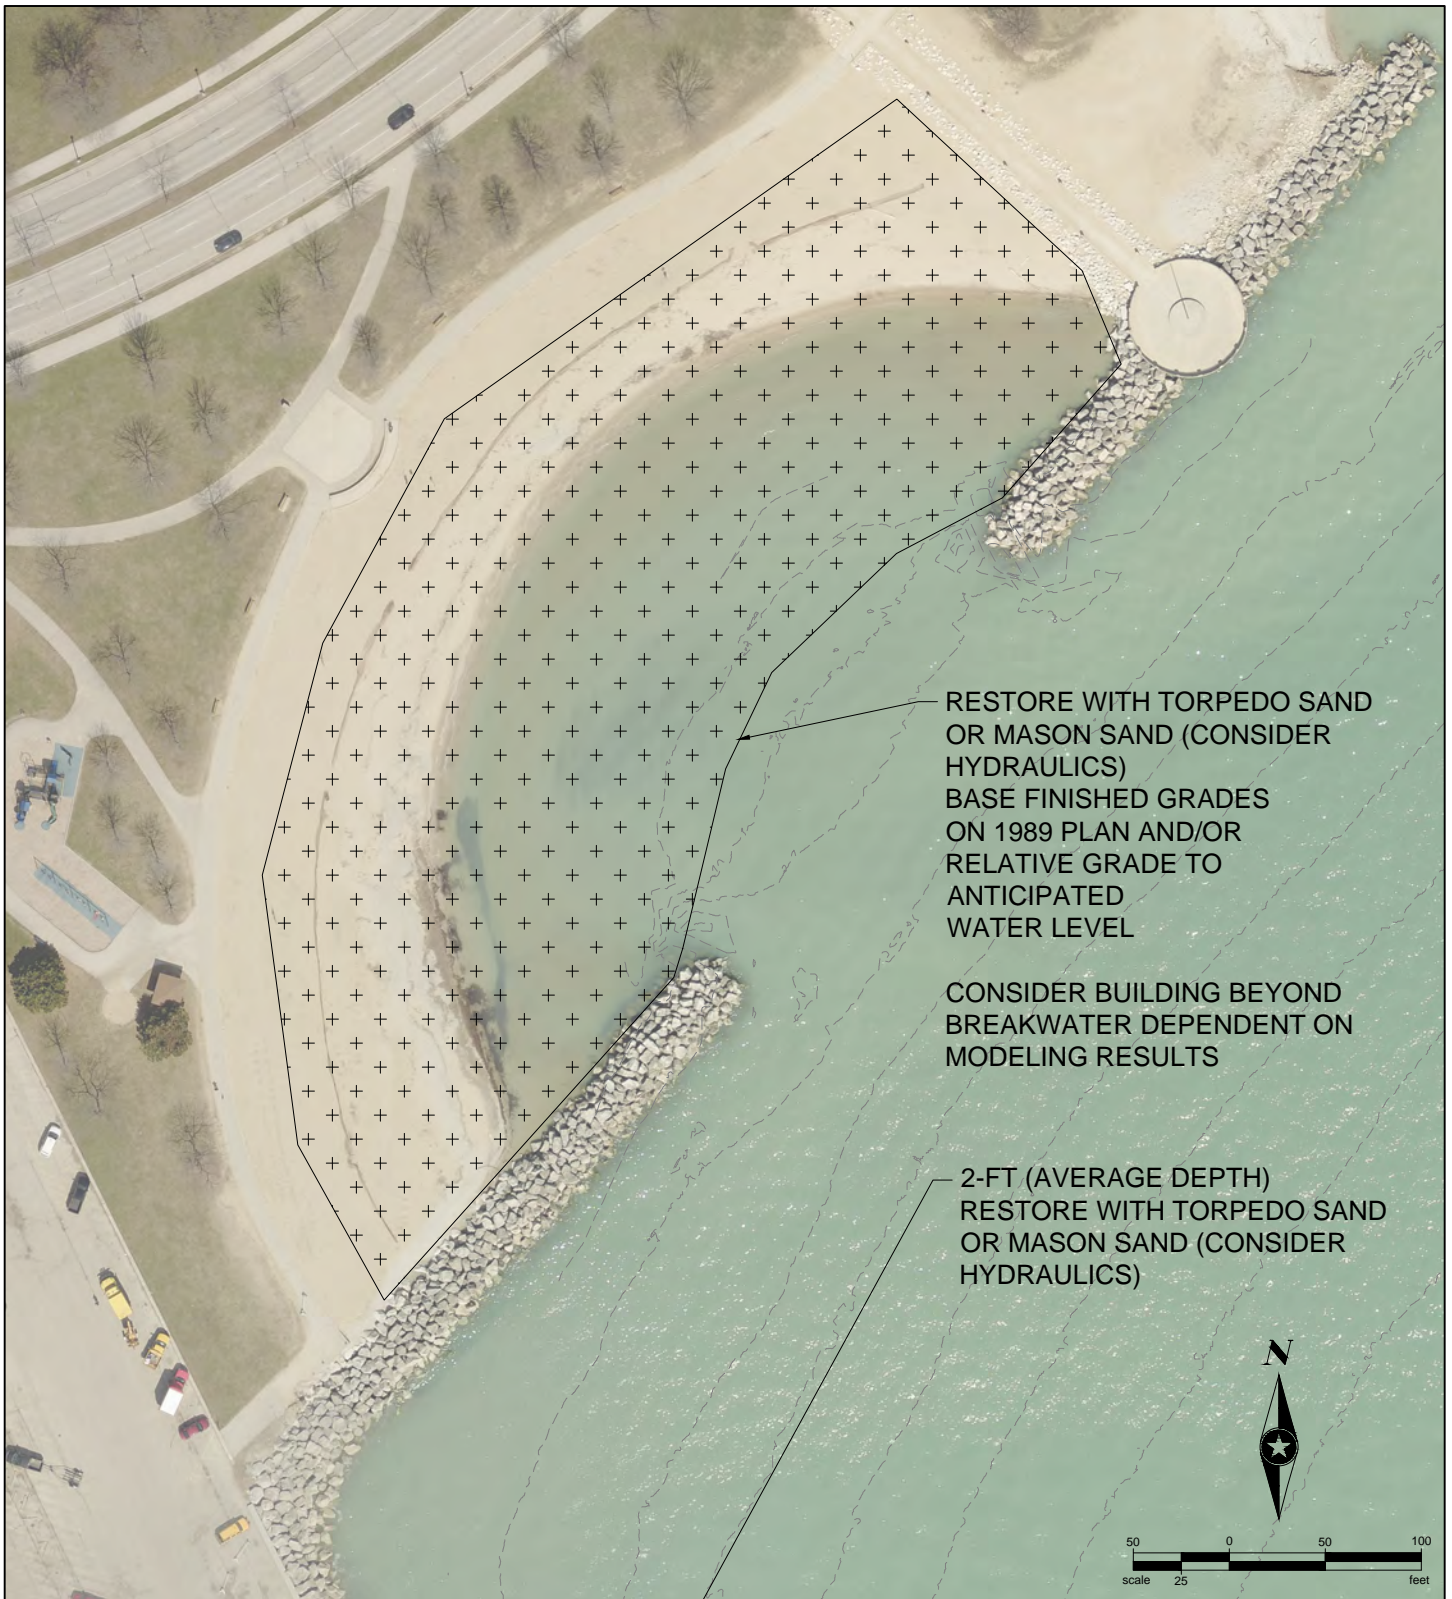 RESTORE WITH TORPEDO SAND
OR MASON SAND (CONSIDER
HYDRAULICS)
BASE FINISHED GRADES
ON 1989 PLAN AND/OR
RELATIVE GRADE TO
ANTICIPATED
WATER LEVEL
CONSIDER BUILDING BEYOND
BREAKWATER DEPENDENT ON
MODELING RESULTS
2-FT (AVERAGE DEPTH)
RESTORE WITH TORPEDO SAND
OR MASON SAND (CONSIDER
HYDRAULICS)
N
50 0 50 100
scale 25 feet